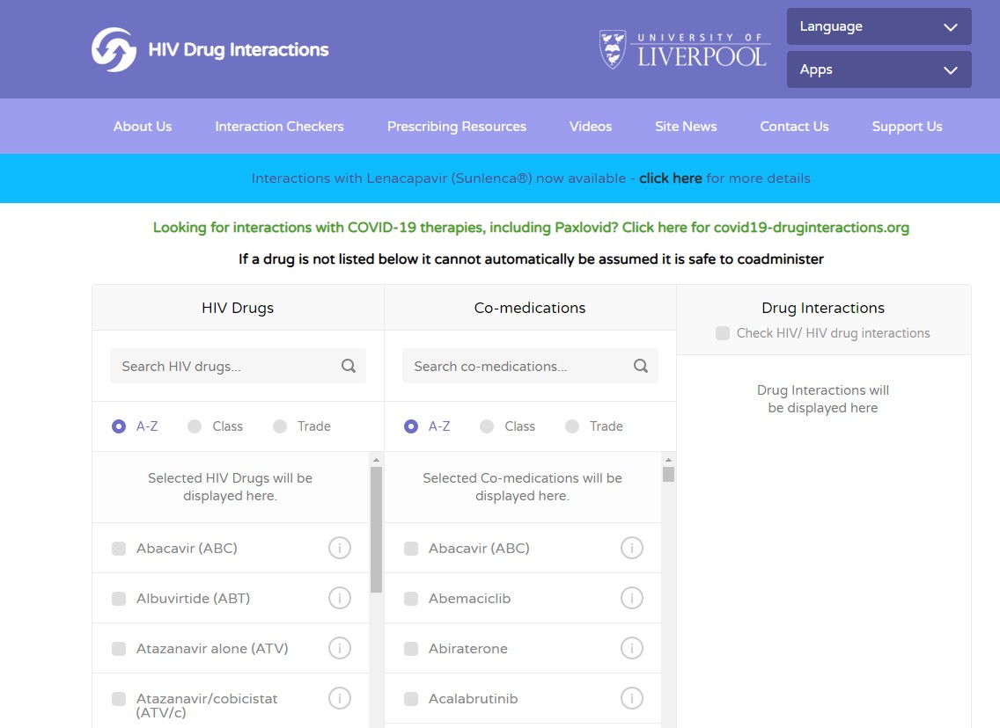 HIV Drug Interactions
UNIVERSITY OF
LIVERPOOL
Language
Apps
About Us
Interaction Checkers
Prescribing Resources
Videos
Site News
Contact Us
Support Us
Interactions with Lenacapavir (Sunlenca®) now available - click here for more details
Looking for interactions with COVID-19 therapies, including Paxlovid? Click here for covid19-druginteractions.org
If a drug is not listed below it cannot automatically be assumed it is safe to coadminister
HIV Drugs
Search HIV drugs...
A-Z
Class
Trade
Selected HIV Drugs will be
displayed here.
Abacavir (ABC)
Albuvirtide (ABT)
Atazanavir alone (ATV)
Atazanavir/cobicistat
(ATV/c)
Co-medications
Search co-medications...
A-Z
Class
Trade
Selected Co-medications will be
displayed here.
Abacavir (ABC)
Abemaciclib
Abiraterone
Acalabrutinib
Drug Interactions
Check HIV/ HIV drug interactions
Drug Interactions will
be displayed here